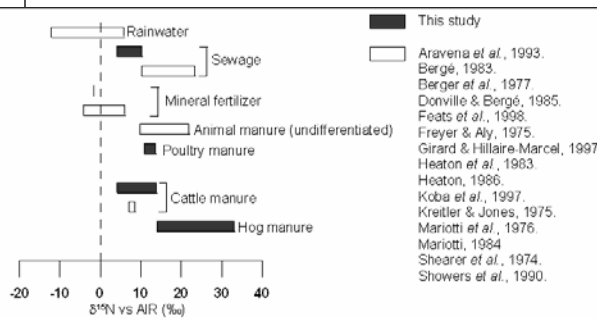 Rainwater
Sewage
Mineral fertilizer
Animal manure (undifferentiated)
Poultry manure
Cattle manure
Hog manure
-20 -10 0 10 20 30 40
δ¹⁵N vs AIR (‰)
This study
Aravena et al., 1993.
Bergé, 1983.
Berger et al., 1977.
Donville & Bergé, 1985.
Feats et al., 1998.
Freyer & Aly, 1975.
Girard & Hillaire-Marcel, 1997
Heaton et al., 1983.
Heaton, 1986.
Koba et al., 1997.
Kreitler & Jones, 1975.
Mariotti et al., 1976.
Mariotti, 1984
Shearer et al., 1974.
Showers et al., 1990.